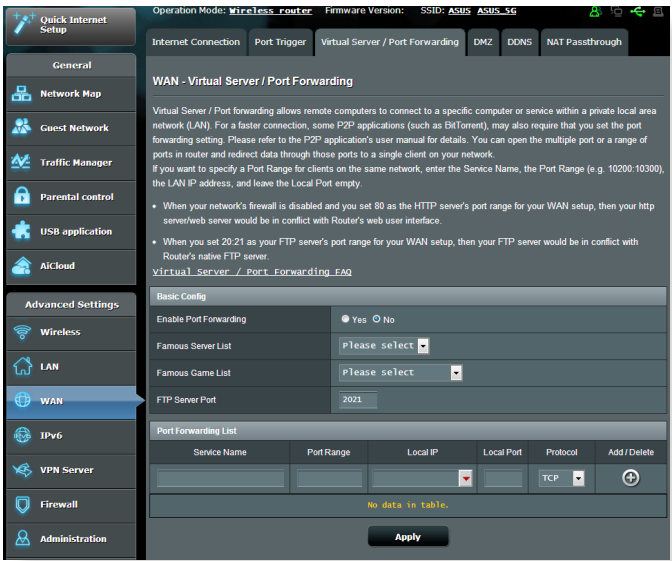 Quick Internet
Setup
General
Network Map
Guest Network
Traffic Manager
Parental control
USB application
AiCloud
Advanced Settings
Wireless
LAN
WAN
IPv6
VPN Server
Firewall
Administration
Operation Mode: Wireless router Firmware Version: SSID: ASUS ASUS_5G
Internet Connection Port Trigger Virtual Server / Port Forwarding DMZ DDNS NAT Passthrough
WAN - Virtual Server / Port Forwarding
Virtual Server / Port forwarding allows remote computers to connect to a specific computer or service within a private local area
network (LAN). For a faster connection, some P2P applications (such as BitTorrent), may also require that you set the port
forwarding setting. Please refer to the P2P application's user manual for details. You can open the multiple port or a range of
ports in router and redirect data through those ports to a single client on your network.
If you want to specify a Port Range for clients on the same network, enter the Service Name, the Port Range (e.g. 10200:10300),
the LAN IP address, and leave the Local Port empty.
• When your network's firewall is disabled and you set 80 as the HTTP server's port range for your WAN setup, then your http
server/web server would be in conflict with Router's web user interface.
• When you set 20:21 as your FTP server's port range for your WAN setup, then your FTP server would be in conflict with
Router's native FTP server.
Virtual Server / Port Forwarding FAQ
Basic Config
Enable Port Forwarding Yes No
Famous Server List Please select
Famous Game List Please select
FTP Server Port 2021
Port Forwarding List
Service Name Port Range Local IP Local Port Protocol Add / Delete
TCP
No data in table.
Apply